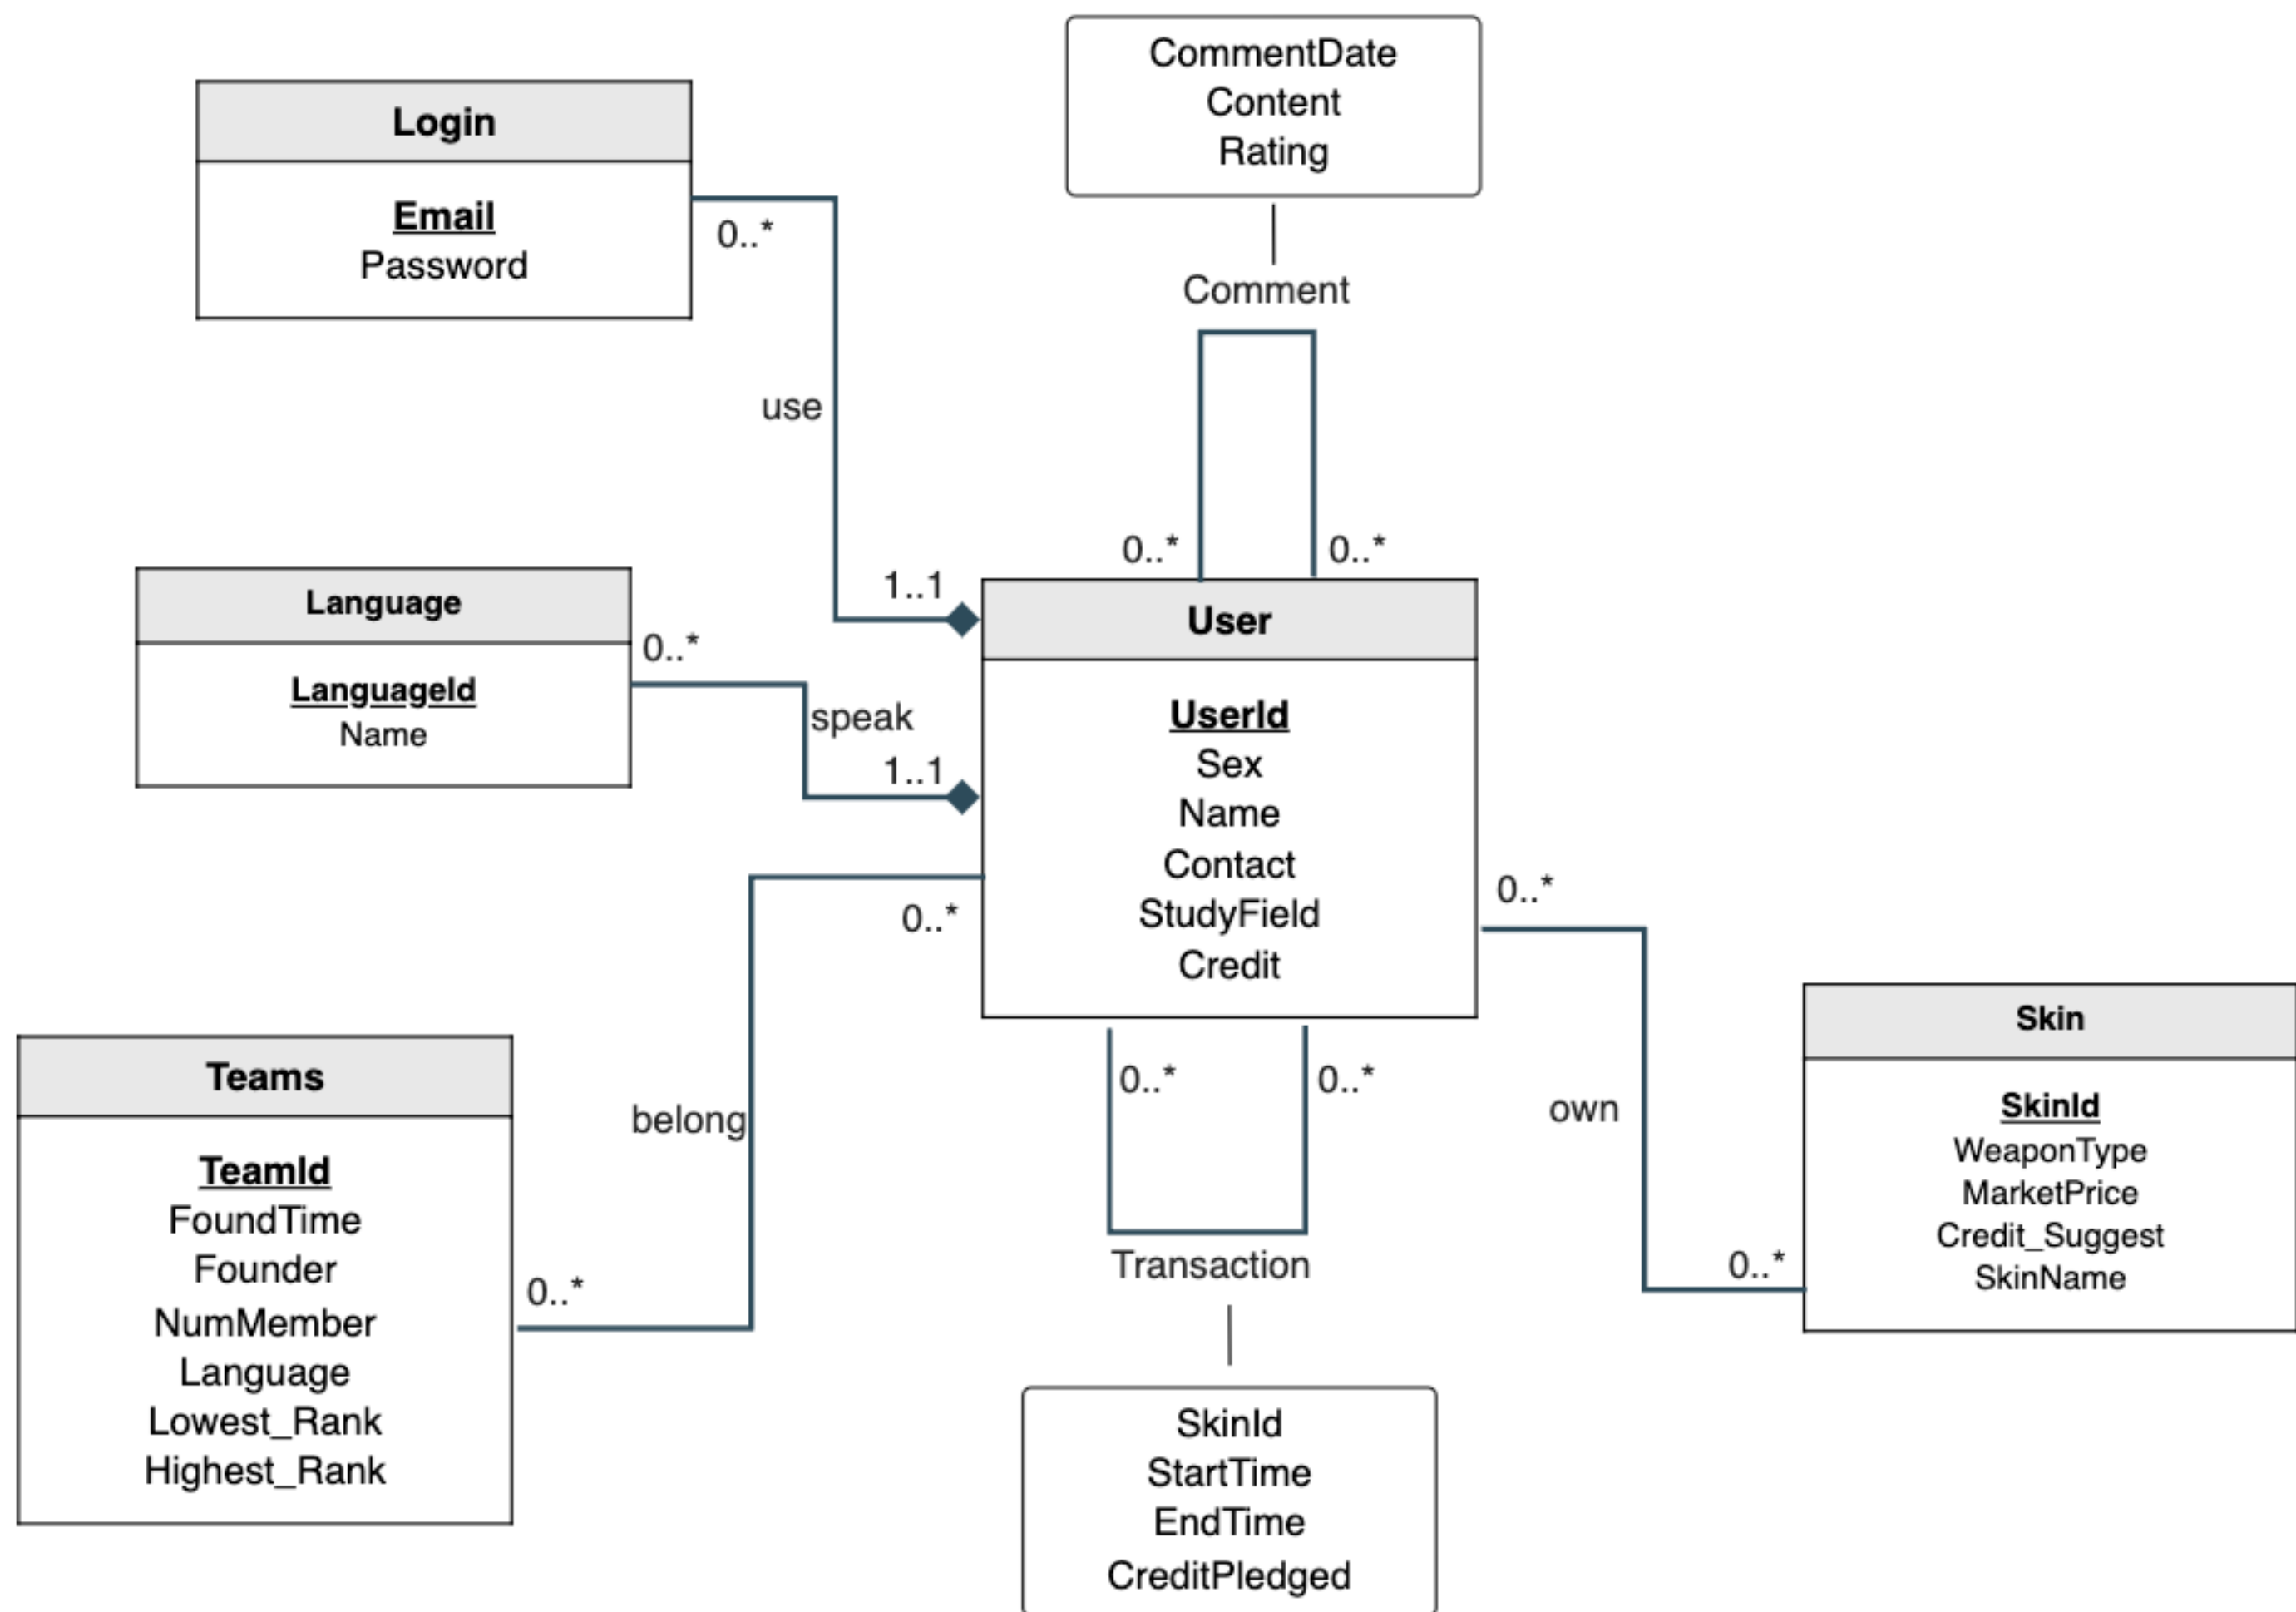 CommentDate
Content
Rating
Comment
0..*
0..*
Login
Email
Password
0..*
use
1..1
Language
LanguageId
Name
0..*
speak
1..1
User
UserId
Sex
Name
Contact
StudyField
Credit
0..*
belong
0..*
Teams
TeamId
FoundTime
Founder
NumMember
Language
Lowest_Rank
Highest_Rank
0..*
own
0..*
Skin
SkinId
WeaponType
MarketPrice
Credit_Suggest
SkinName
0..*
0..*
Transaction
SkinId
StartTime
EndTime
CreditPledged